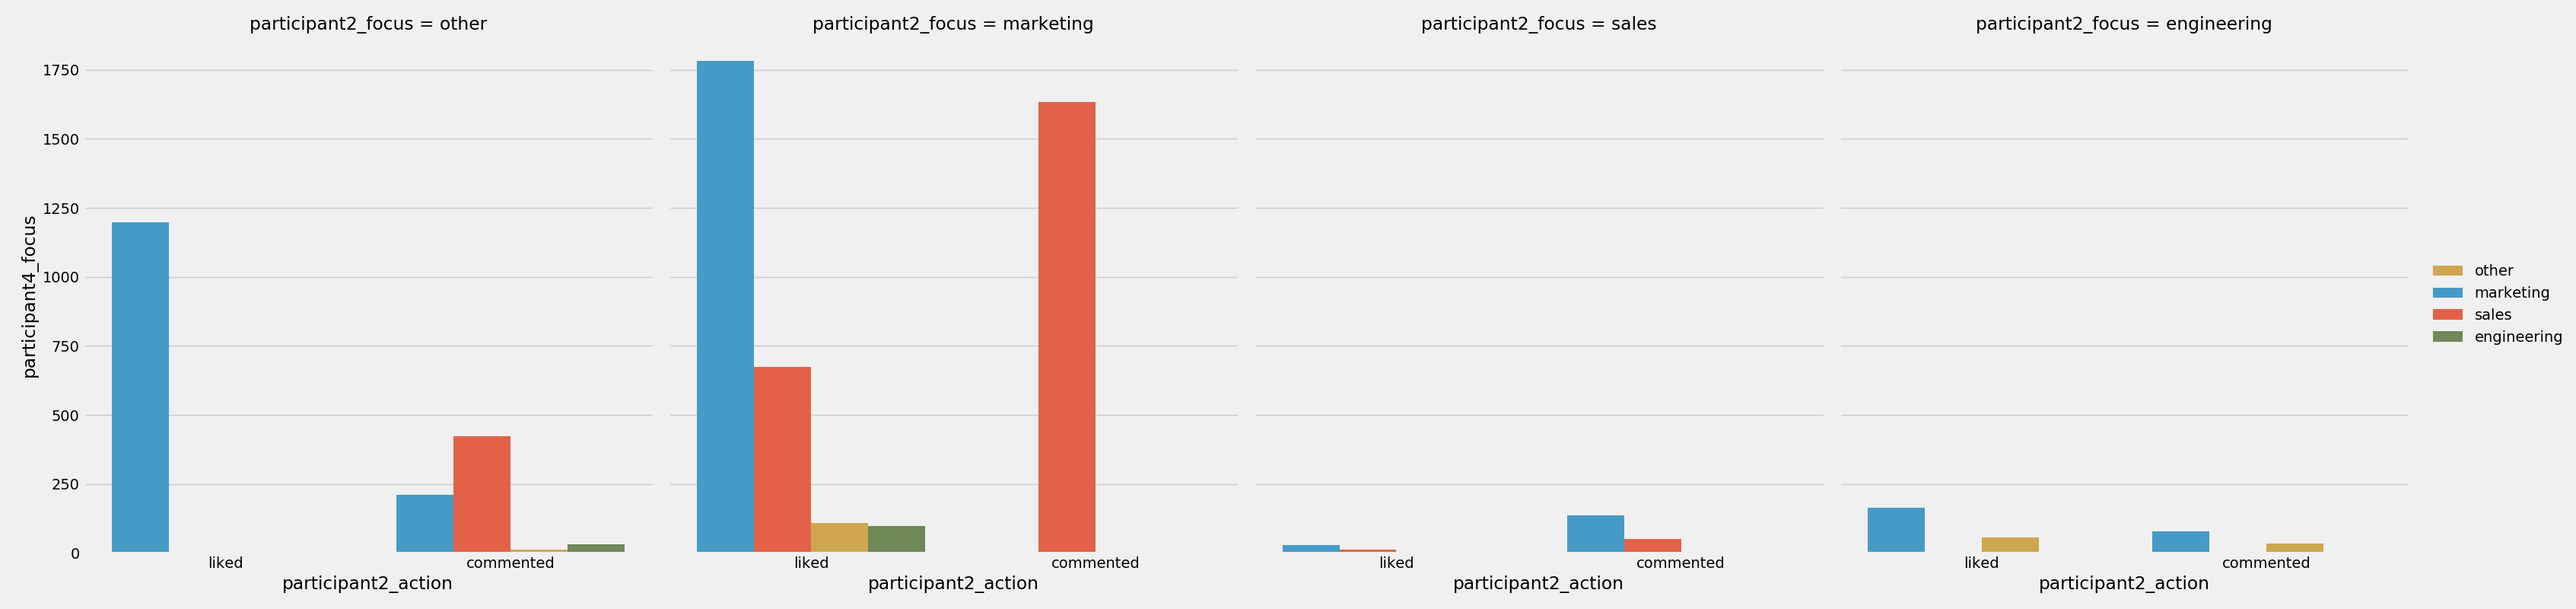 participant2_focus = other
participant2_focus = marketing
participant2_focus = sales
participant2_focus = engineering
participant4_focus
1750
1500
1250
1000
750
500
250
0
liked
commented
liked
commented
liked
commented
liked
commented
participant2_action
participant2_action
participant2_action
participant2_action
other
marketing
sales
engineering